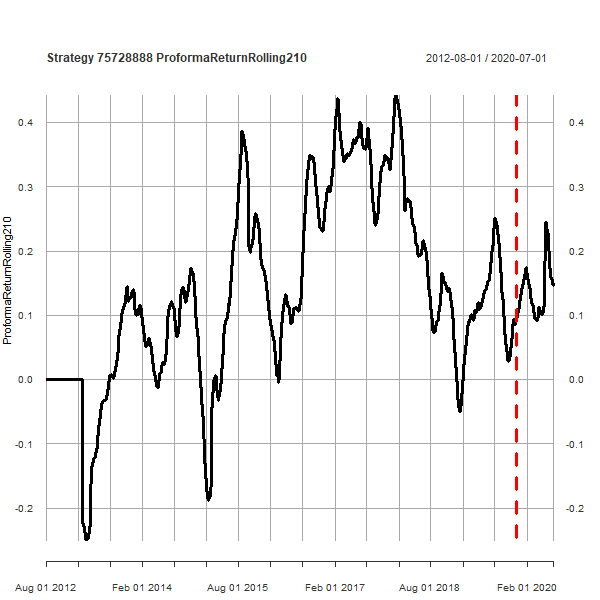 Strategy 75728888 ProformaReturnRolling210
2012-08-01 / 2020-07-01
ProformaReturnRolling210
0.4 0.4
0.3 0.3
0.2 0.2
0.1 0.1
0.0 0.0
-0.1 -0.1
-0.2 -0.2
Aug 01 2012 Feb 01 2014 Aug 01 2015 Feb 01 2017 Aug 01 2018 Feb 01 2020